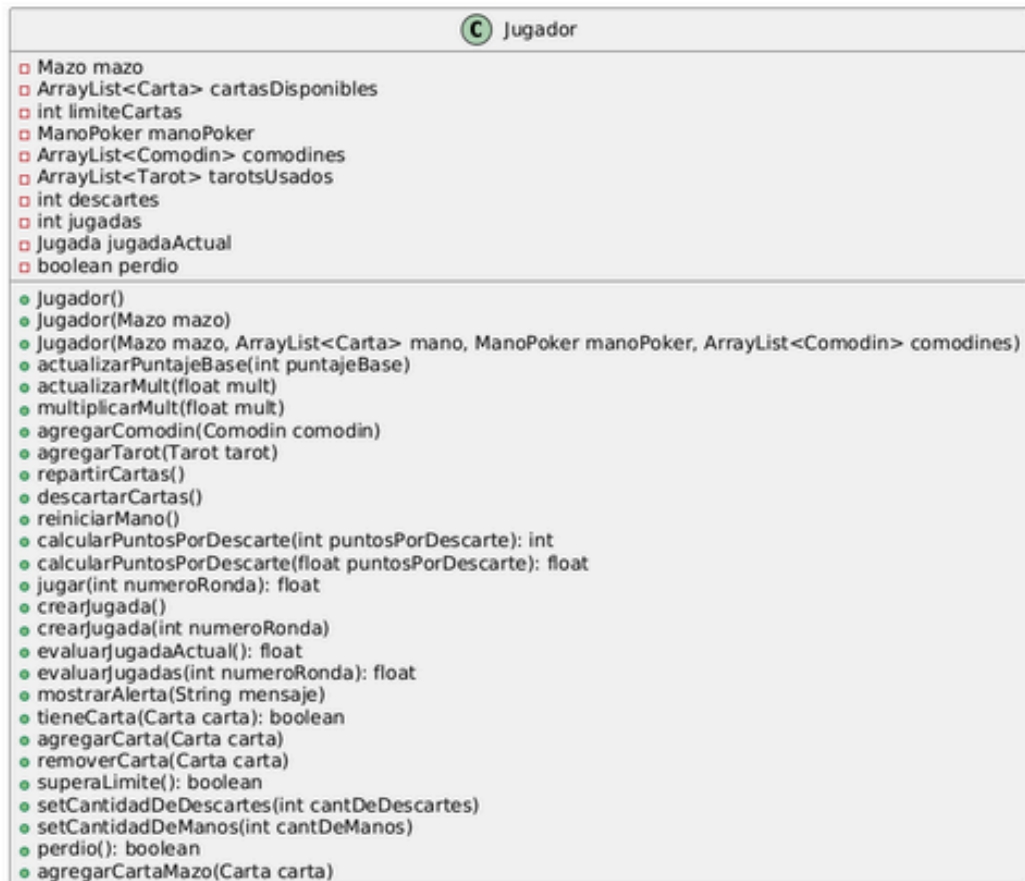 C Jugador
Mazo mazo
ArrayList<Carta> cartasDisponibles
int limiteCartas
ManoPoker manoPoker
ArrayList<Comodin> comodines
ArrayList<Tarot> tarotsUsados
int descartes
int jugadas
Jugada jugadaActual
boolean perdio
Jugador()
Jugador(Mazo mazo)
Jugador(Mazo mazo, ArrayList<Carta> mano, ManoPoker manoPoker, ArrayList<Comodin> comodines)
actualizarPuntajeBase(int puntajeBase)
actualizarMult(float mult)
multiplicarMult(float mult)
agregarComodin(Comodin comodin)
agregarTarot(Tarot tarot)
repartirCartas()
descartarCartas()
reiniciarMano()
calcularPuntosPorDescarte(int puntosPorDescarte): int
calcularPuntosPorDescarte(float puntosPorDescarte): float
jugar(int numeroRonda): float
crearJugada()
crearJugada(int numeroRonda)
evaluarJugadaActual(): float
evaluarJugadas(int numeroRonda): float
mostrarAlerta(String mensaje)
tieneCarta(Carta carta): boolean
agregarCarta(Carta carta)
removerCarta(Carta carta)
superaLimite(): boolean
setCantidadDeDescartes(int cantDeDescartes)
setCantidadDeManos(int cantDeManos)
perdio(): boolean
agregarCartaMazo(Carta carta)